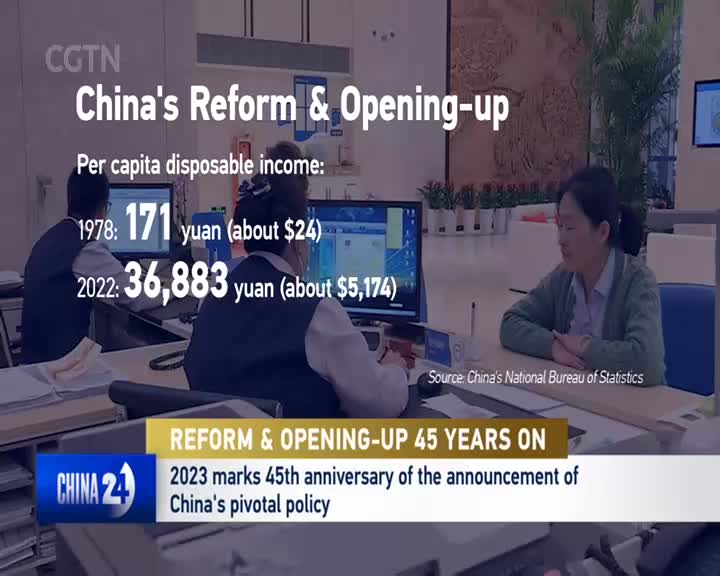 CGTN
China's Reform & Opening-up
Per capita disposable income:
1978: 171 yuan (about $24)
2022: 36,883 yuan (about $5,174)
Source: China's National Bureau of Statistics
REFORM & OPENING-UP 45 YEARS ON
CHINA 24
2023 marks 45th anniversary of the announcement of
China's pivotal policy